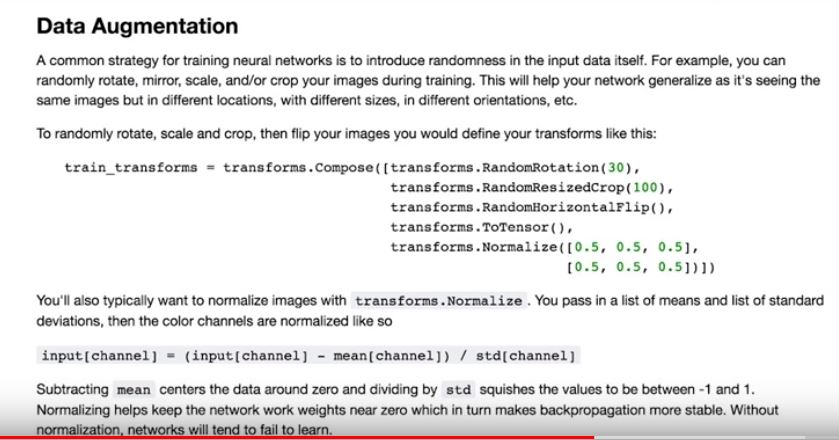 Data Augmentation
A common strategy for training neural networks is to introduce randomness in the input data itself. For example, you can
randomly rotate, mirror, scale, and/or crop your images during training. This will help your network generalize as it's seeing the
same images but in different locations, with different sizes, in different orientations, etc.
To randomly rotate, scale and crop, then flip your images you would define your transforms like this:
train_transforms = transforms.Compose([transforms.RandomRotation(30),
transforms.RandomResizedCrop(100),
transforms.RandomHorizontalFlip(),
transforms.ToTensor(),
transforms.Normalize([0.5, 0.5, 0.5],
[0.5, 0.5, 0.5])])
You'll also typically want to normalize images with transforms.Normalize . You pass in a list of means and list of standard
deviations, then the color channels are normalized like so
input[channel] = (input[channel] - mean[channel]) / std[channel]
Subtracting mean centers the data around zero and dividing by std squishes the values to be between -1 and 1.
Normalizing helps keep the network work weights near zero which in turn makes backpropagation more stable. Without
normalization, networks will tend to fail to learn.